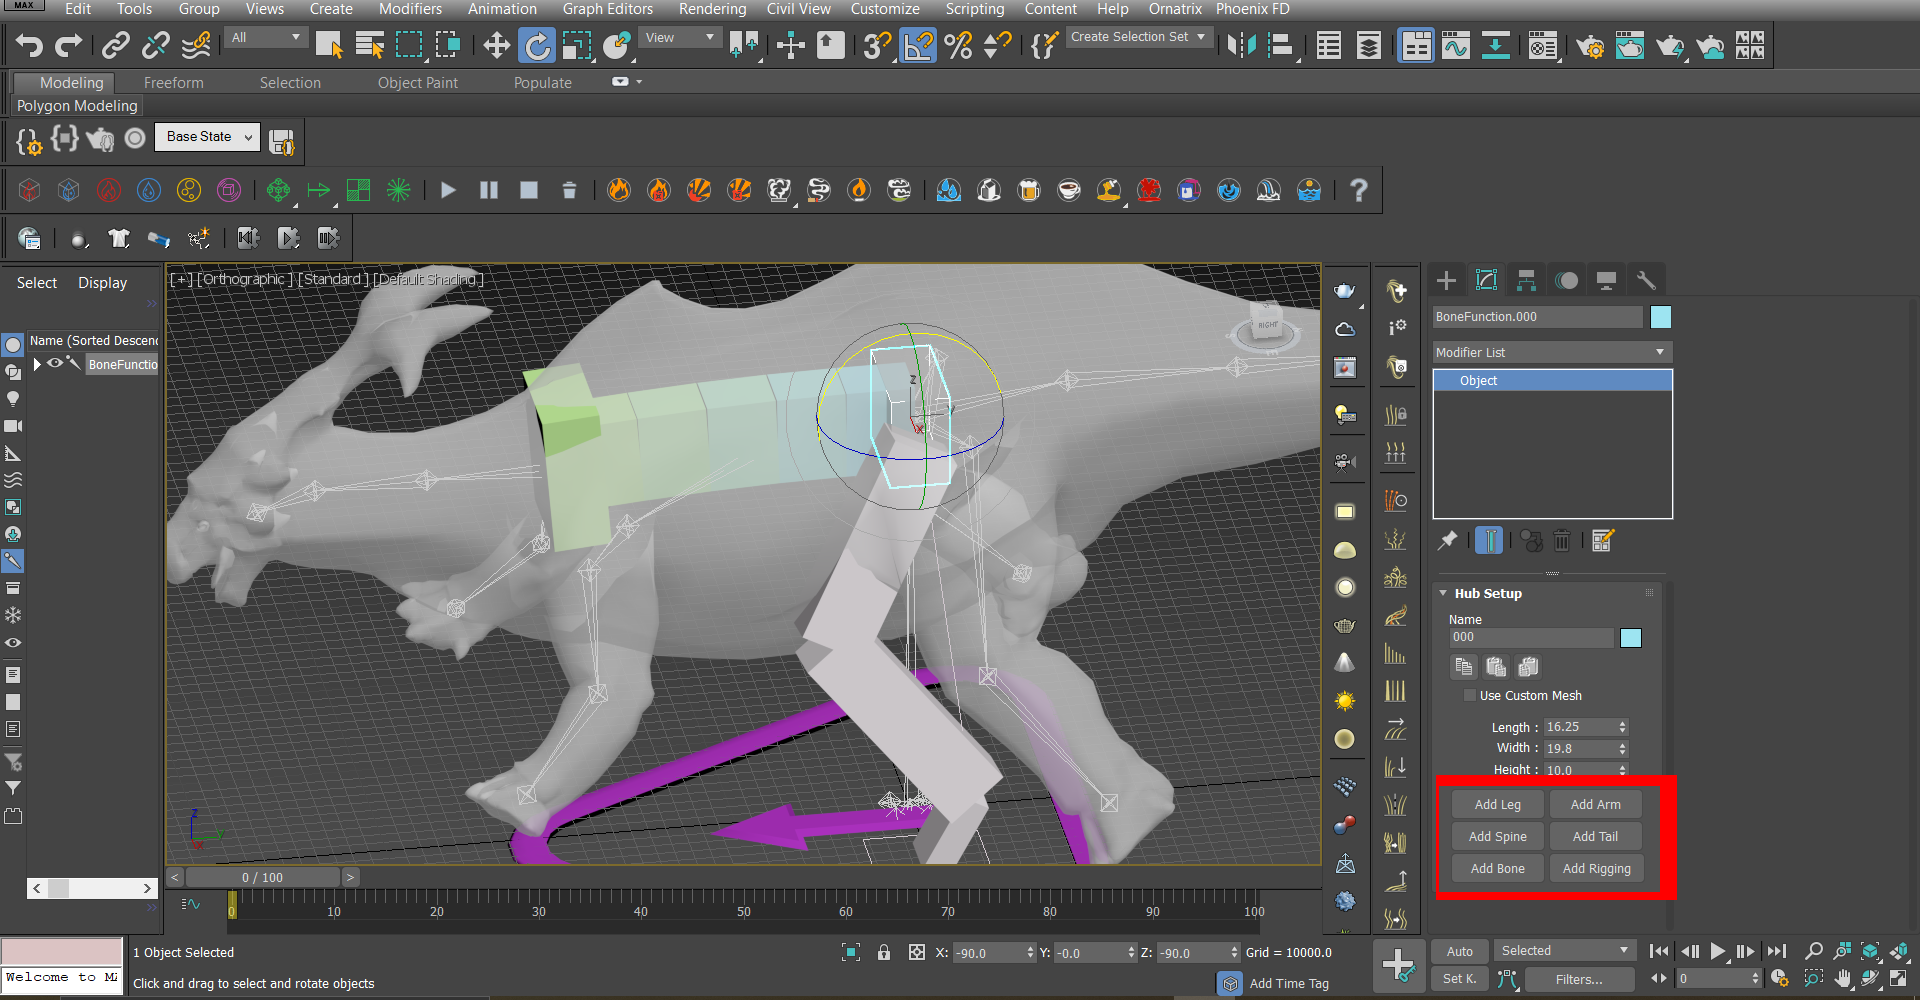 MAX
Edit Tools Group Views Create Modifiers Animation Graph Editors Rendering Civil View Customize Scripting Content Help Ornatrix Phoenix FD
All
View
3
Create Selection Set
Modeling Freeform Selection Object Paint Populate
Polygon Modeling
Base State
?
Select Display
[+] [Orthographic ] [Standard ] [Default Shading ]
Name (Sorted Descend
BoneFunctio
RIGHT
z
x
z
y
x
BoneFunction.000
Modifier List
Object
Hub Setup
Name
000
Use Custom Mesh
Length : 16.25
Width : 19.8
Height : 10.0
Add Leg Add Arm
Add Spine Add Tail
Add Bone Add Rigging
< 0 / 100 >
0 10 20 30 40 50 60 70 80 90 100
1 Object Selected
X: -90.0 Y: -0.0 Z: -90.0 Grid = 10000.0
Auto Selected
Welcome to MA
Click and drag to select and rotate objects
Add Time Tag
Set K. Filters... 0